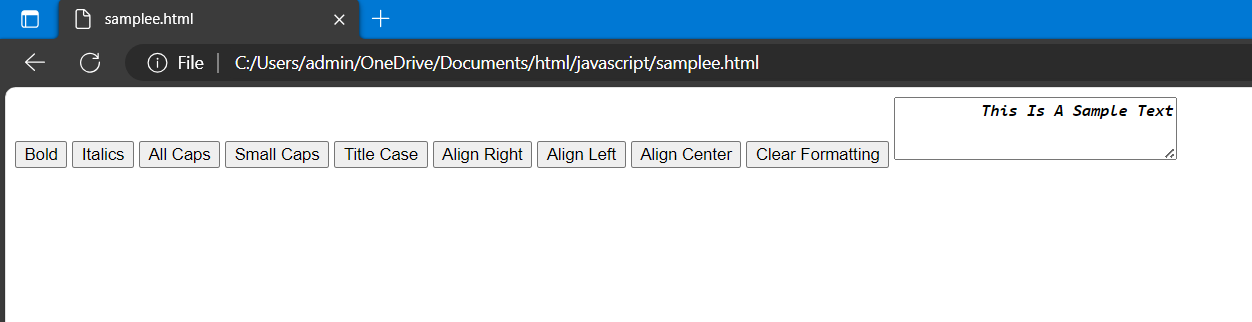 samplee.html
File C:/Users/admin/OneDrive/Documents/html/javascript/samplee.html
This Is A Sample Text
Bold Italics All Caps Small Caps Title Case Align Right Align Left Align Center Clear Formatting